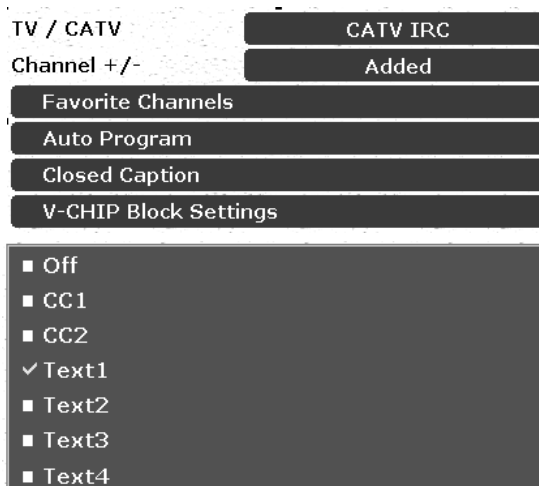 TV / CATV CATV IRC
Channel +/- Added
Favorite Channels
Auto Program
Closed Caption
V-CHIP Block Settings
Off
CC1
CC2
Text1
Text2
Text3
Text4